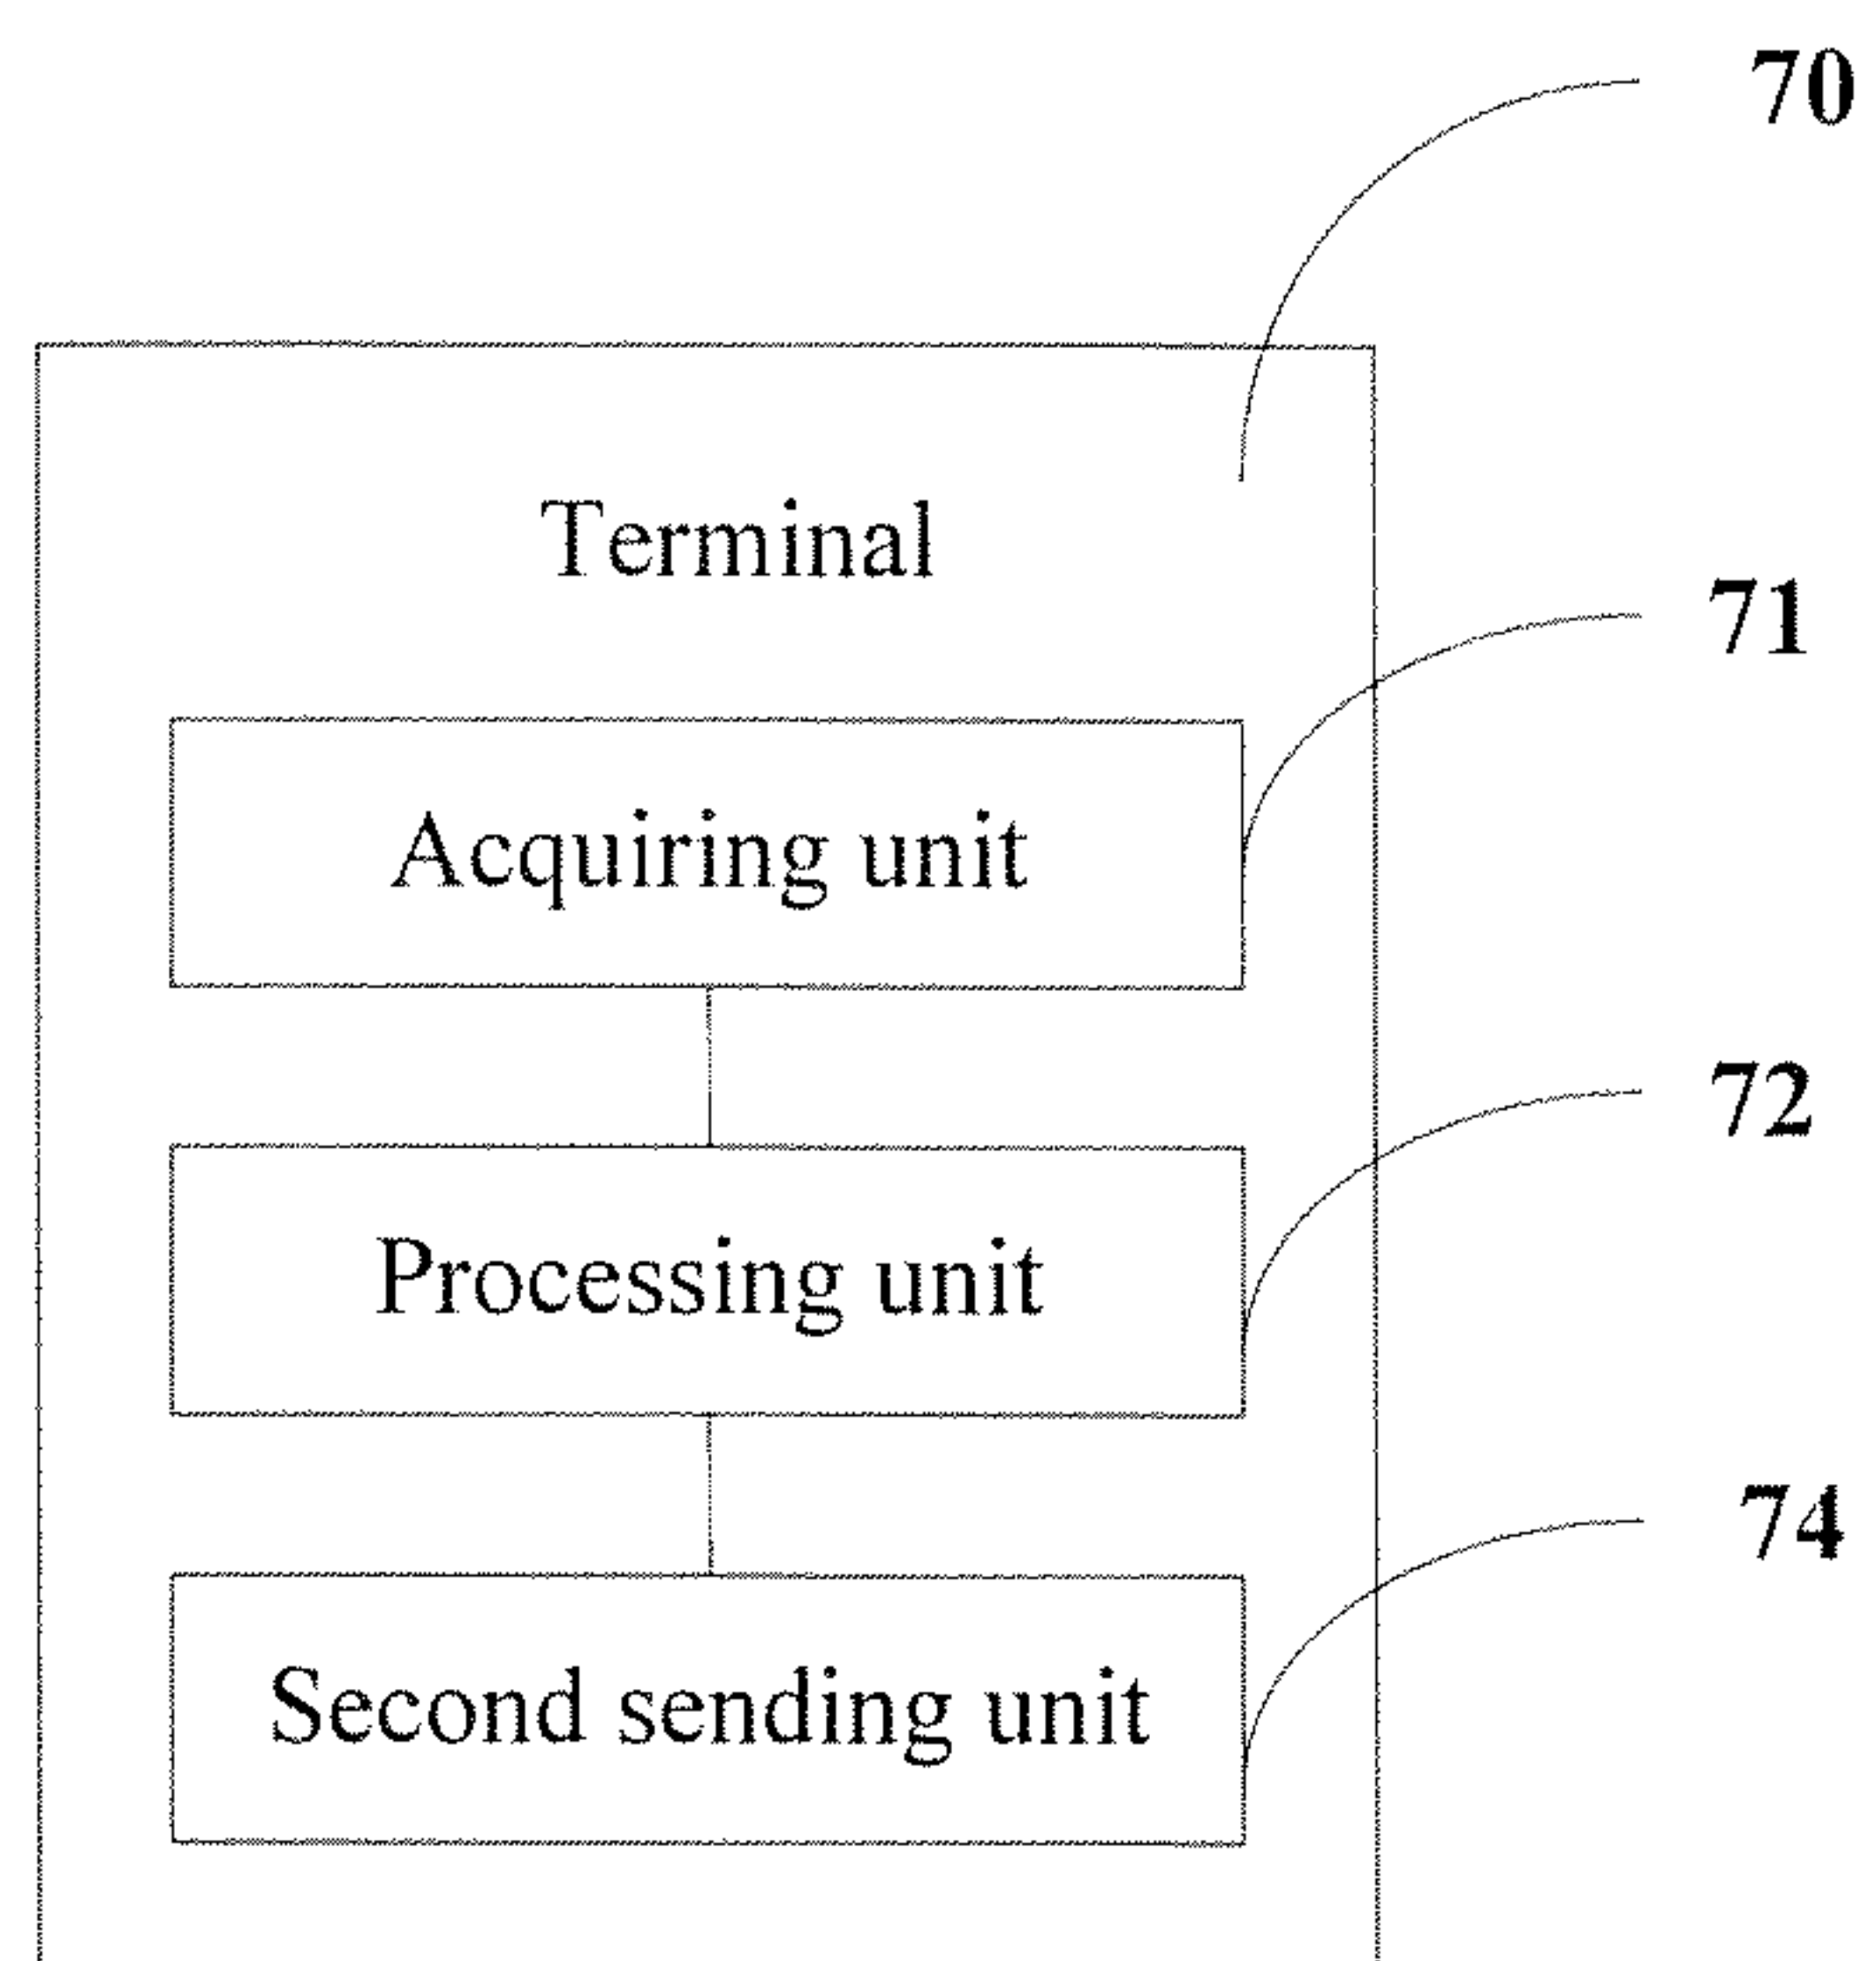 70
Terminal
71
Acquiring unit
72
Processing unit
74
Second sending unit